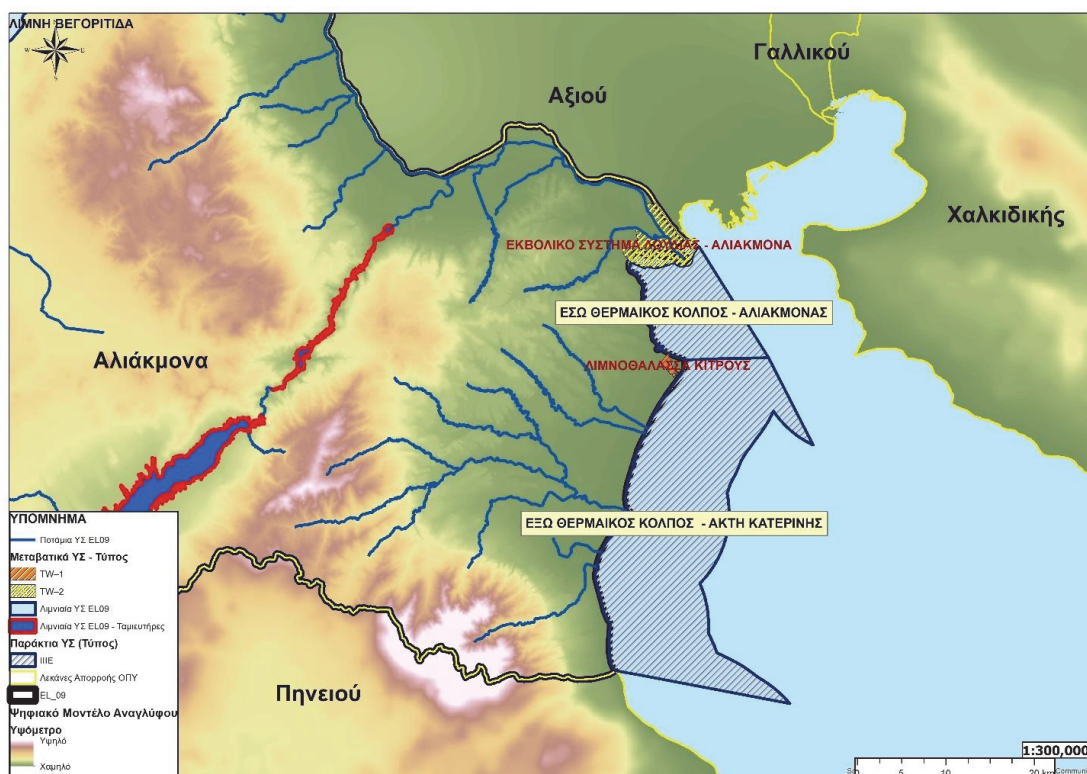 ΛΙΜΝΗ ΒΕΓΟΡΙΤΙΔΑ
N
W
E
S
Γαλλικού
Αξιού
Χαλκιδικής
ΕΚΒΟΛΙΚΟ ΣΥΣΤΗΜΑ - ΑΛΙΑΚΜΟΝΑ
ΕΣΩ ΘΕΡΜΑΙΚΟΣ ΚΟΛΠΟΣ - ΑΛΙΑΚΜΟΝΑΣ
Αλιάκμονα
ΛΙΜΝΟΘΑΛΑΣΣΑ ΚΙΤΡΟΥΣ
ΕΞΩ ΘΕΡΜΑΙΚΟΣ ΚΟΛΠΟΣ - ΑΚΤΗ ΚΑΤΕΡΙΝΗΣ
Πηνειού
ΥΠΟΜΝΗΜΑ
Ποτάμια ΥΣ EL09
Μεταβατικά ΥΣ - Τύπος
TW-1
TW-2
Λιμναία ΥΣ EL09
Λιμναία ΥΣ EL09 - Ταμιευτήρες
Παράκτια ΥΣ (Τύπος)
IIIE
Λεκάνες Απορροής ΟΠΥ
EL_09
Ψηφιακό Μοντέλο Αναγλύφου
Υψόμετρο
Υψηλό
Χαμηλό
1:300,000
0 5 10 20 km